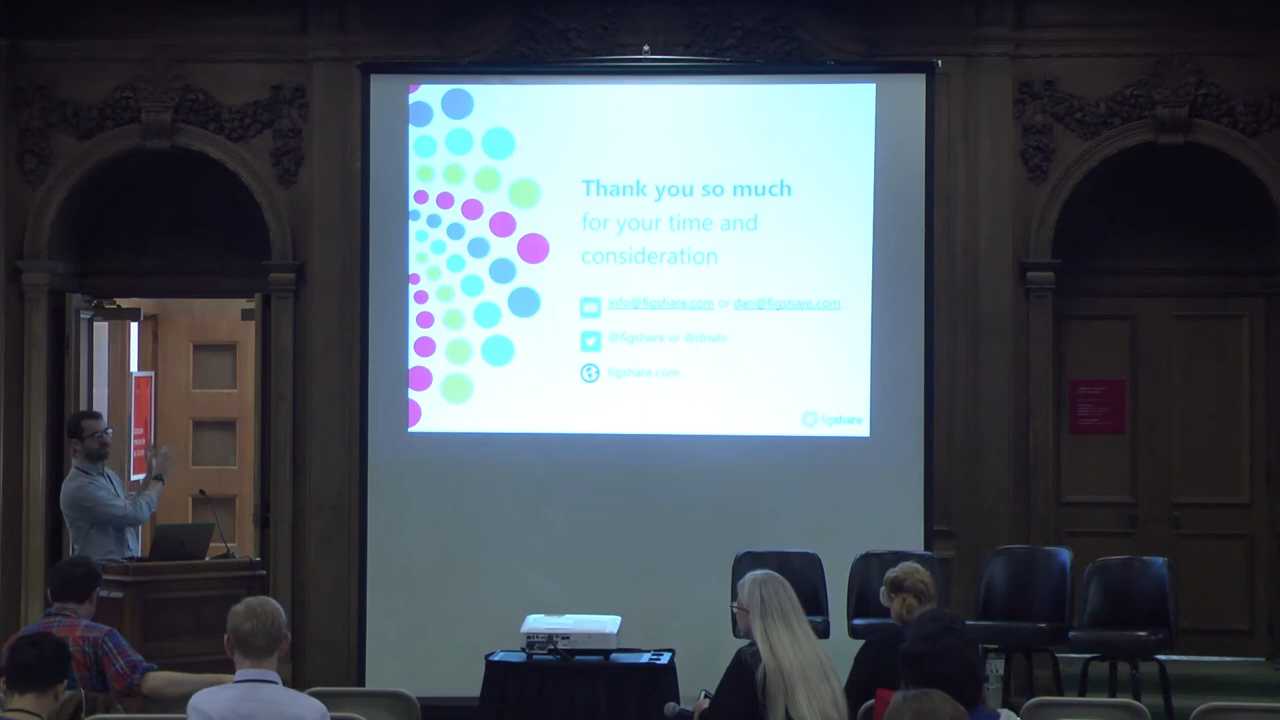 Thank you so much
for your time and
consideration
info@figshare.com or dan@figshare.com
@figshare or
figshare.com
figshare